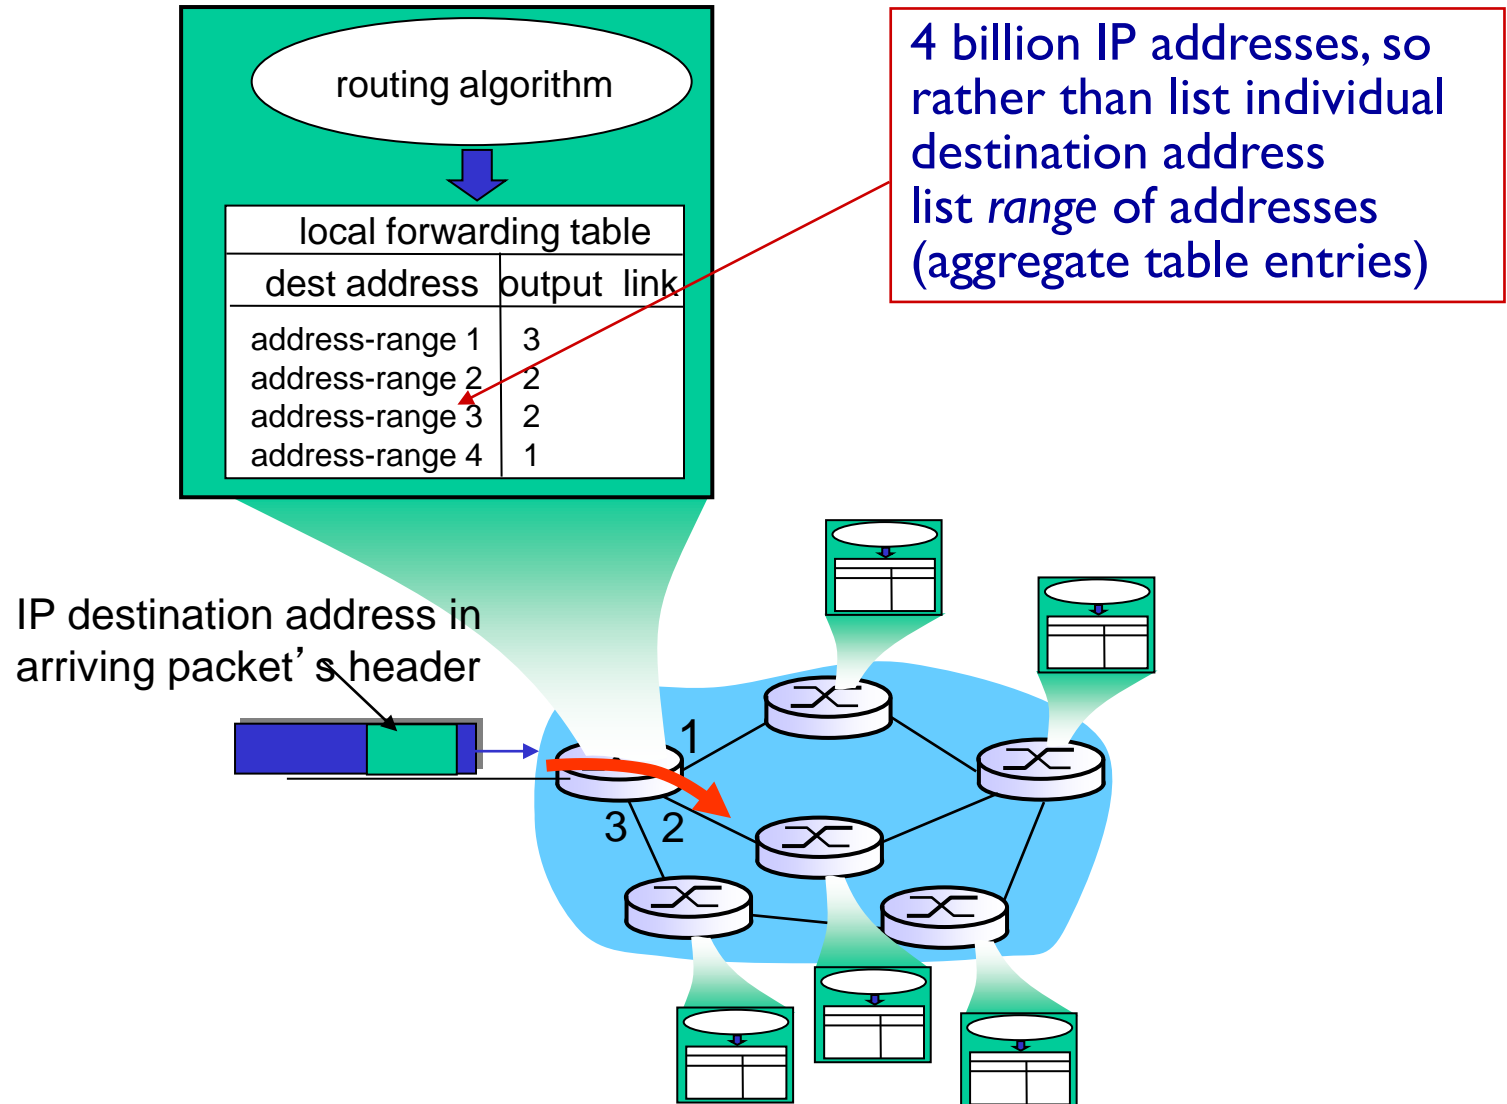 routing algorithm
local forwarding table
dest address output link
address-range 1 3
address-range 2 2
address-range 3 2
address-range 4 1
4 billion IP addresses, so
rather than list individual
destination address
list range of addresses
(aggregate table entries)
IP destination address in
arriving packet’s header
1
3 2